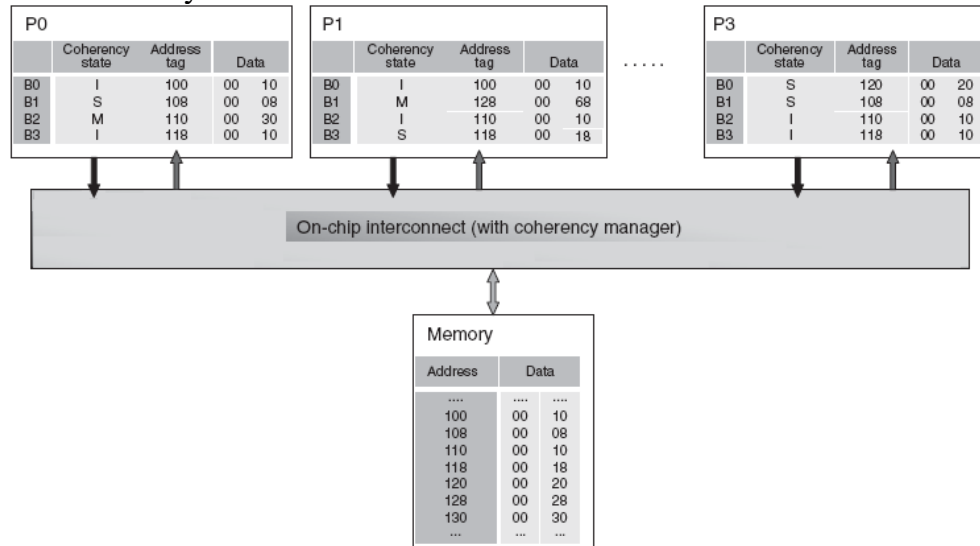 P0
Coherency state Address tag Data
B0 I 100 00 10
B1 S 108 00 08
B2 M 110 00 30
B3 I 118 00 10
P1
Coherency state Address tag Data
B0 I 100 00 10
B1 M 128 00 68
B2 I 110 00 10
B3 S 118 00 18
.....
P3
Coherency state Address tag Data
B0 S 120 00 20
B1 S 108 00 08
B2 I 110 00 10
B3 I 118 00 10
On-chip interconnect (with coherency manager)
Memory
Address Data
.... .... ....
100 00 10
108 00 08
110 00 10
118 00 18
120 00 20
128 00 28
130 00 30
... ... ...